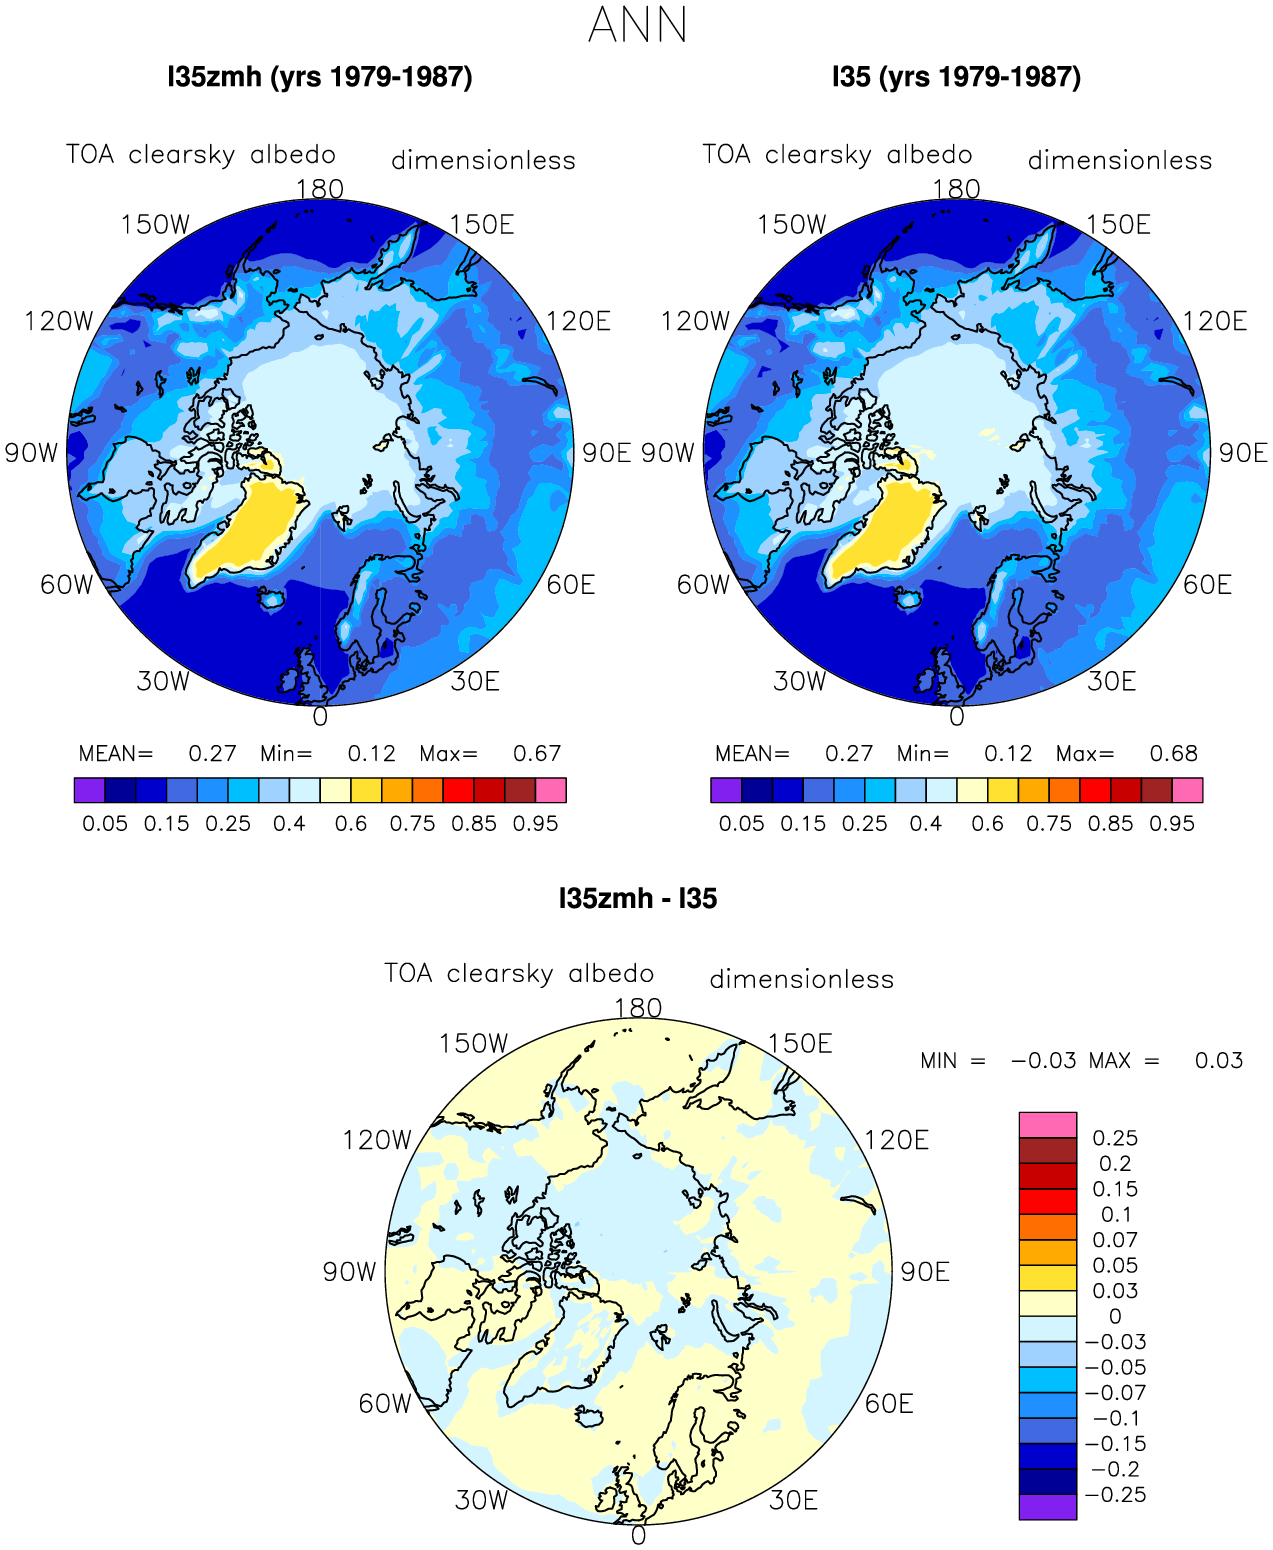 ANN
I35zmh (yrs 1979-1987)
I35 (yrs 1979-1987)
TOA clearsky albedo dimensionless
180
150W 150E
120W 120E
90W 90E
60W 60E
30W 30E
0
MEAN= 0.27 Min= 0.12 Max= 0.67
0.05 0.15 0.25 0.4 0.6 0.75 0.85 0.95
TOA clearsky albedo dimensionless
180
150W 150E
120W 120E
90W 90E
60W 60E
30W 30E
0
MEAN= 0.27 Min= 0.12 Max= 0.68
0.05 0.15 0.25 0.4 0.6 0.75 0.85 0.95
I35zmh - I35
TOA clearsky albedo dimensionless
180
150W 150E
120W 120E
90W 90E
60W 60E
30W 30E
0
MIN = −0.03 MAX = 0.03
0.25
0.2
0.15
0.1
0.07
0.05
0.03
0
−0.03
−0.05
−0.07
−0.1
−0.15
−0.2
−0.25